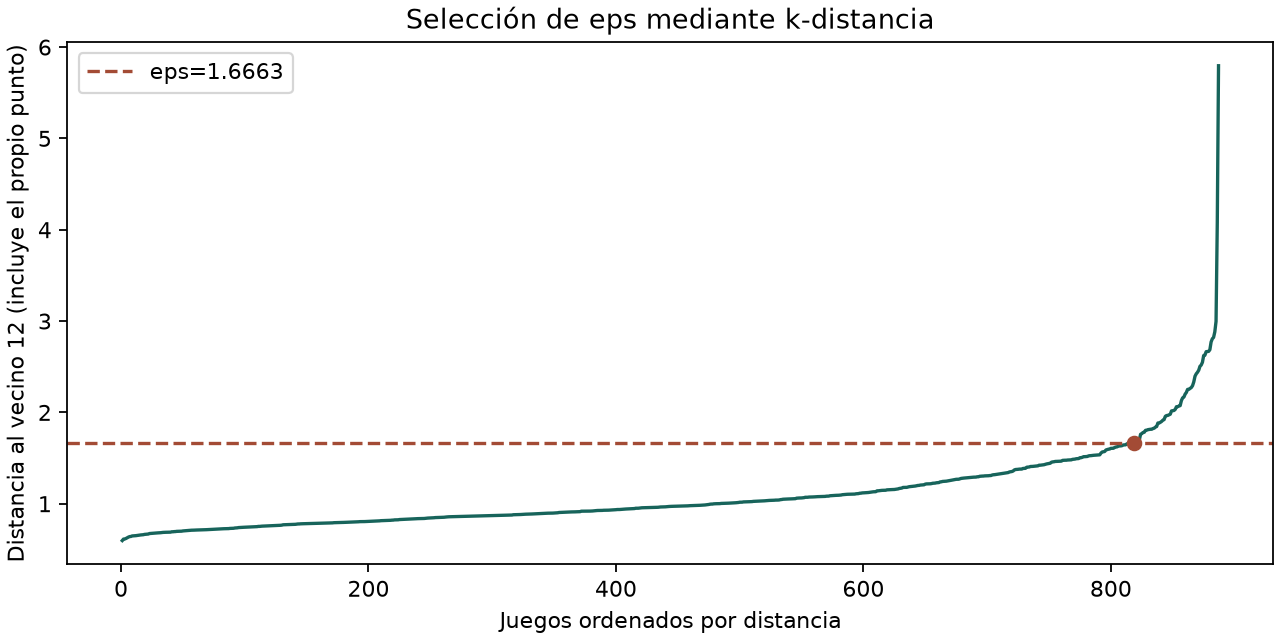 Selección de eps mediante k-distancia
eps=1.6663
Distancia al vecino 12 (incluye el propio punto)
6
5
4
3
2
1
0
200
400
600
800
Juegos ordenados por distancia